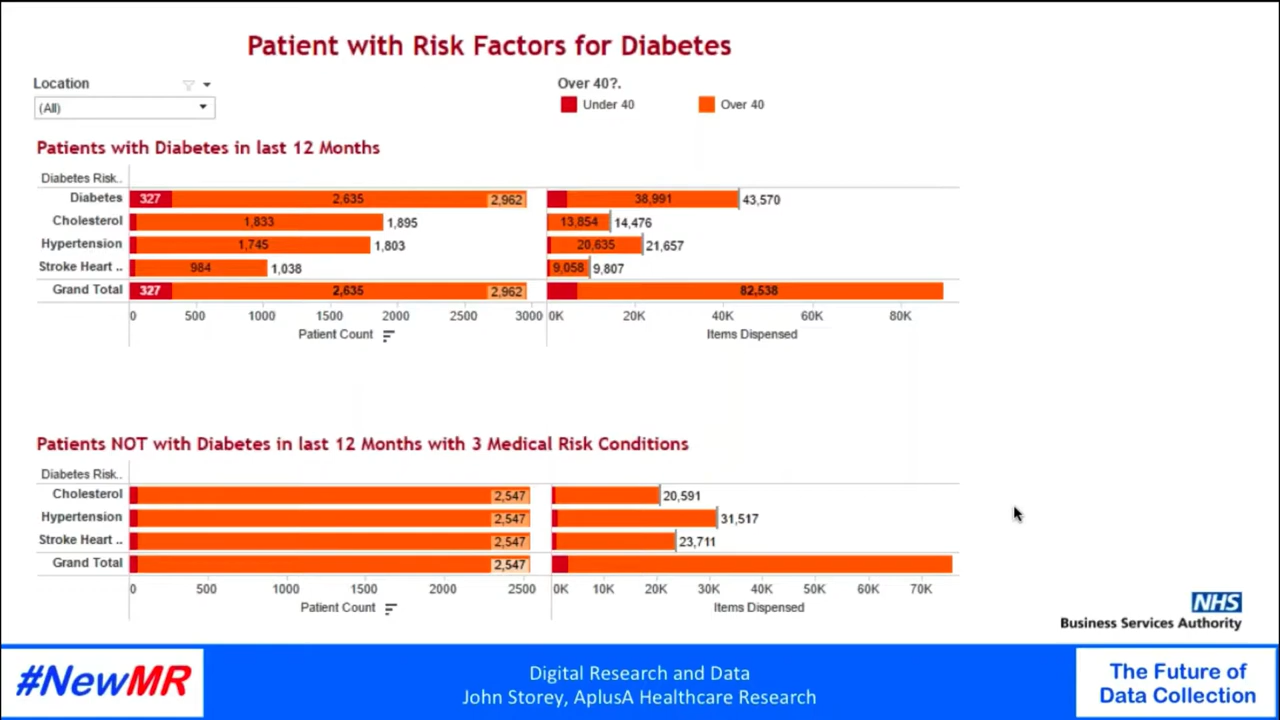 Patient with Risk Factors for Diabetes
Location
Over 40?.
(All)
Under 40
Over 40
Patients with Diabetes in last 12 Months
Diabetes Risk..
Diabetes 327 2,635 2,962 38,991 43,570
Cholesterol 1,833 1,895 13,854 14,476
Hypertension 1,745 1,803 20,635 21,657
Stroke Heart .. 984 1,038 9,058 9,807
Grand Total 327 2,635 2,962 82,538
0 500 1000 1500 2000 2500 3000 0K 20K 40K 60K 80K
Patient Count Items Dispensed
Patients NOT with Diabetes in last 12 Months with 3 Medical Risk Conditions
Diabetes Risk..
Cholesterol 2,547 20,591
Hypertension 2,547 31,517
Stroke Heart .. 2,547 23,711
Grand Total 2,547
0 500 1000 1500 2000 2500 0K 10K 20K 30K 40K 50K 60K 70K
Patient Count Items Dispensed
NHS
Business Services Authority
#NewMR
Digital Research and Data
John Storey, AplusA Healthcare Research
The Future of
Data Collection